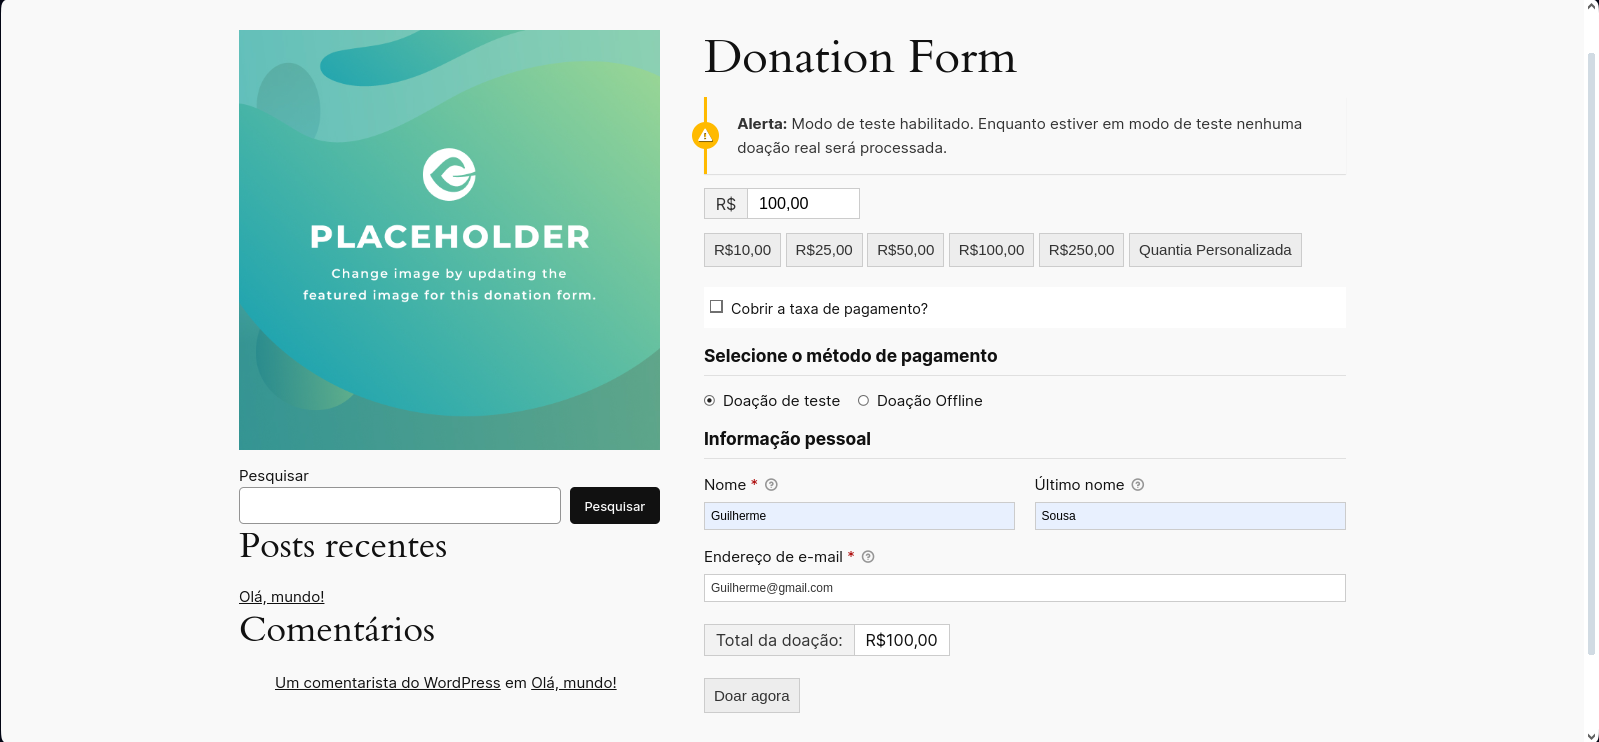 PLACEHOLDER
Change image by updating the
featured image for this donation form.
Pesquisar
Pesquisar
Posts recentes
Olá, mundo!
Comentários
Um comentarista do WordPress em Olá, mundo!
Donation Form
Alerta: Modo de teste habilitado. Enquanto estiver em modo de teste nenhuma
doação real será processada.
R$ 100,00
R$10,00 R$25,00 R$50,00 R$100,00 R$250,00 Quantia Personalizada
Cobrir a taxa de pagamento?
Selecione o método de pagamento
Doação de teste Doação Offline
Informação pessoal
Nome * Último nome
Guilherme Sousa
Endereço de e-mail *
Guilherme@gmail.com
Total da doação: R$100,00
Doar agora